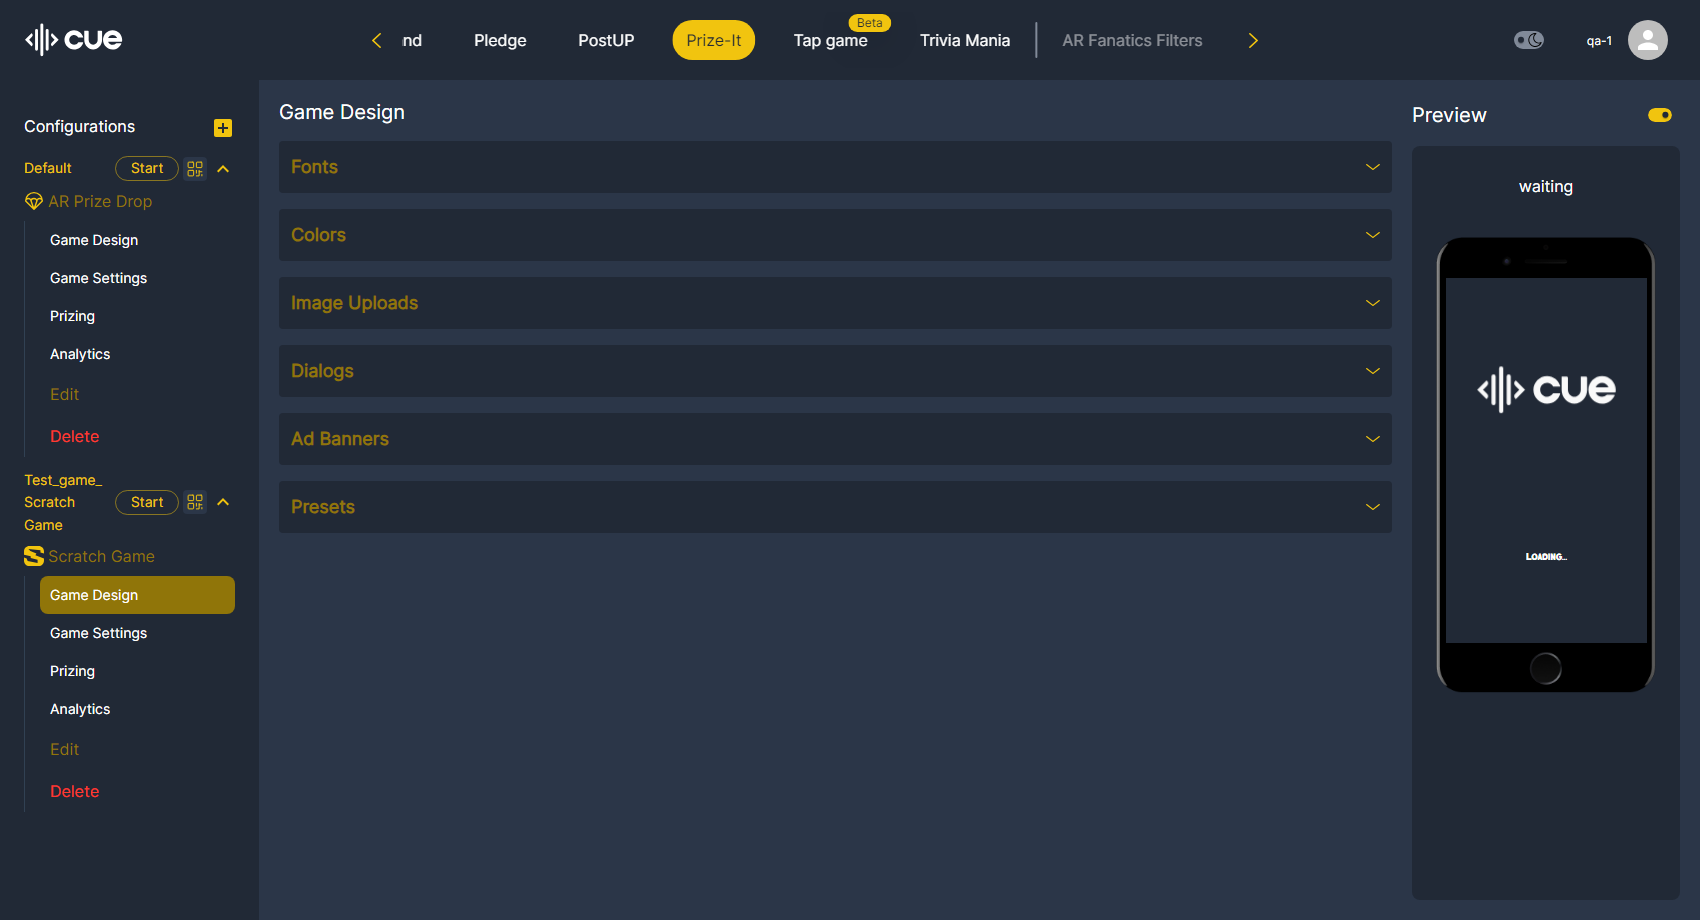 cue
nd
Pledge
PostUP
Prize-It
Beta
Tap game
Trivia Mania
AR Fanatics Filters
qa-1
Configurations
Default
Start
AR Prize Drop
Game Design
Game Settings
Prizing
Analytics
Edit
Delete
Test_game_
Scratch
Game
Start
Scratch Game
Game Design
Game Settings
Prizing
Analytics
Edit
Delete
Game Design
Fonts
Colors
Image Uploads
Dialogs
Ad Banners
Presets
Preview
waiting
cue
LOADING...